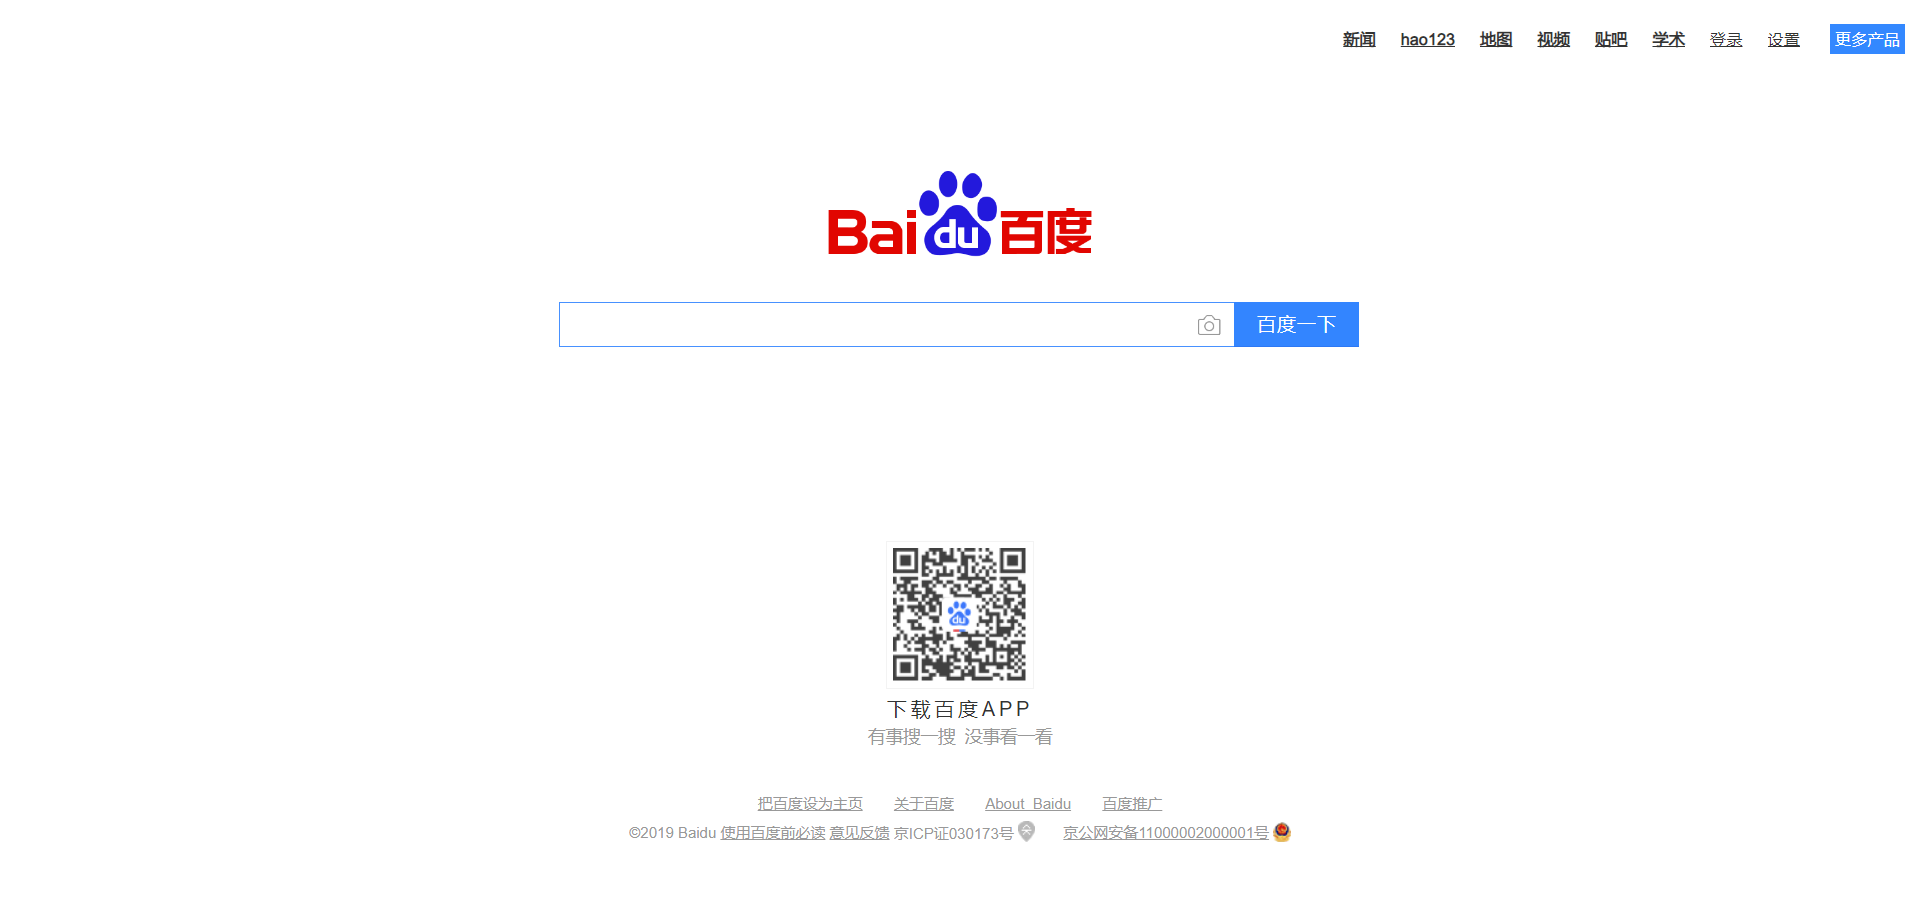 新闻 hao123 地图 视频 贴吧 学术 登录 设置 更多产品
Baidu百度
百度一下
du
下载百度APP
有事搜一搜 没事看一看
把百度设为主页 关于百度 About Baidu 百度推广
©2019 Baidu 使用百度前必读 意见反馈 京ICP证030173号 京公网安备11000002000001号